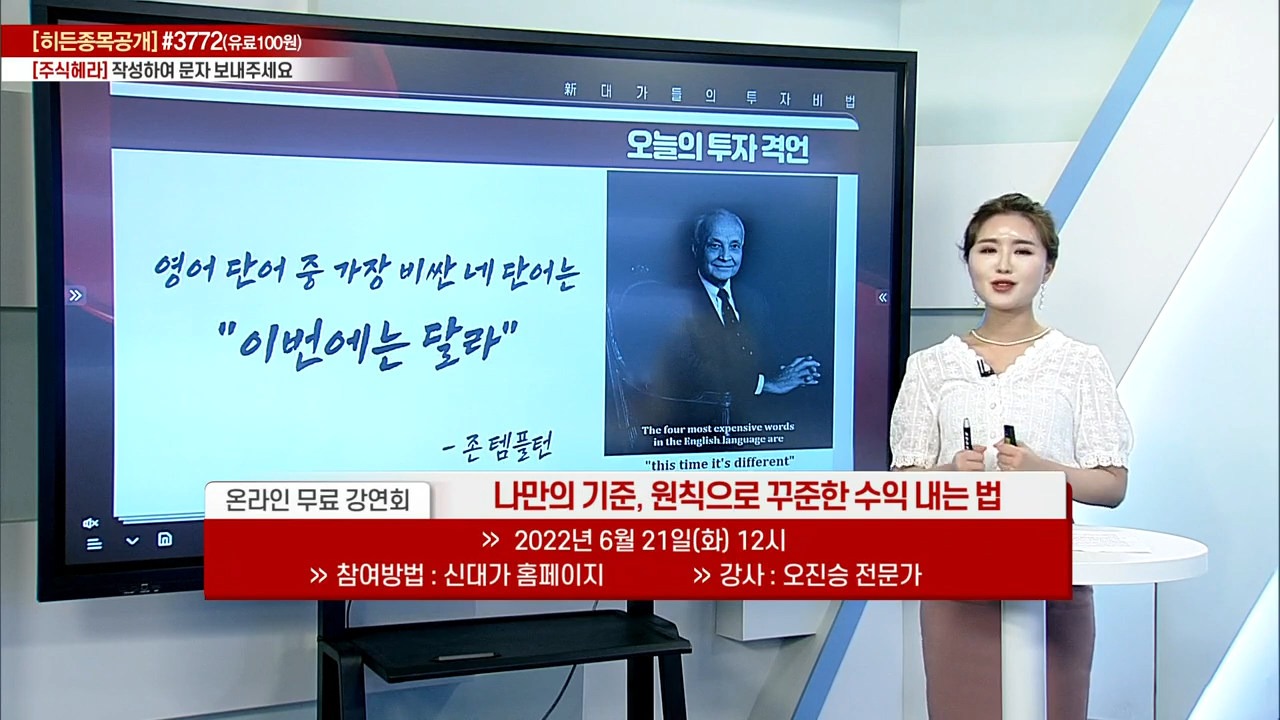 [히든종목공개] #3772(유료100원)
[주식헤라] 작성하여 문자 보내주세요
新대가들의 투자비법
오늘의 투자 격언
영어 단어 중 가장 비싼 네 단어는
"이번에는 달라"
- 존 템플턴
The four most expensive words
in the English language are
"this time it's different"
온라인 무료 강연회
나만의 기준, 원칙으로 꾸준한 수익 내는 법
» 2022년 6월 21일(화) 12시
» 참여방법 : 신대가 홈페이지
» 강사 : 오진승 전문가